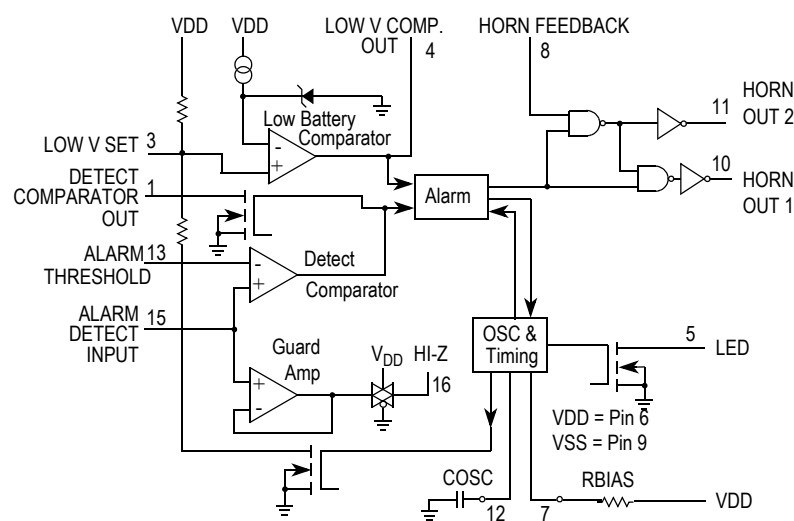 VDD
VDD
LOW V COMP.
OUT
4
HORN FEEDBACK
8
11
HORN
OUT 2
Low Battery
Comparator
-
+
LOW V SET
3
10
HORN
OUT 1
DETECT
COMPARATOR
OUT
1
Alarm
ALARM
THRESHOLD
13
-
+
Detect
Comparator
ALARM
DETECT
INPUT
15
OSC &
Timing
5
LED
Guard
Amp
+
-
VDD
HI-Z
16
VDD = Pin 6
VSS = Pin 9
COSC
12
7
RBIAS
VDD